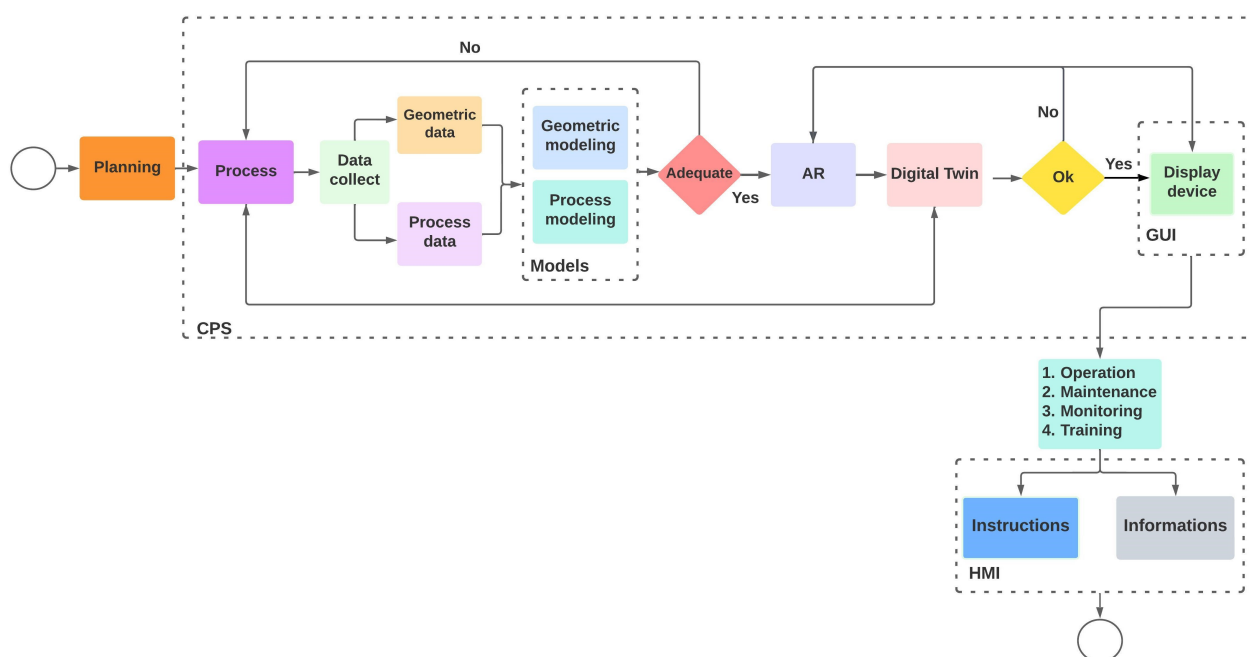 No
Planning
Process
Data
collect
Geometric
data
Process
data
Geometric
modeling
Process
modeling
Models
Adequate
Yes
AR
Digital Twin
No
Ok
Yes
Display
device
GUI
CPS
1. Operation
2. Maintenance
3. Monitoring
4. Training
Instructions
Informations
HMI